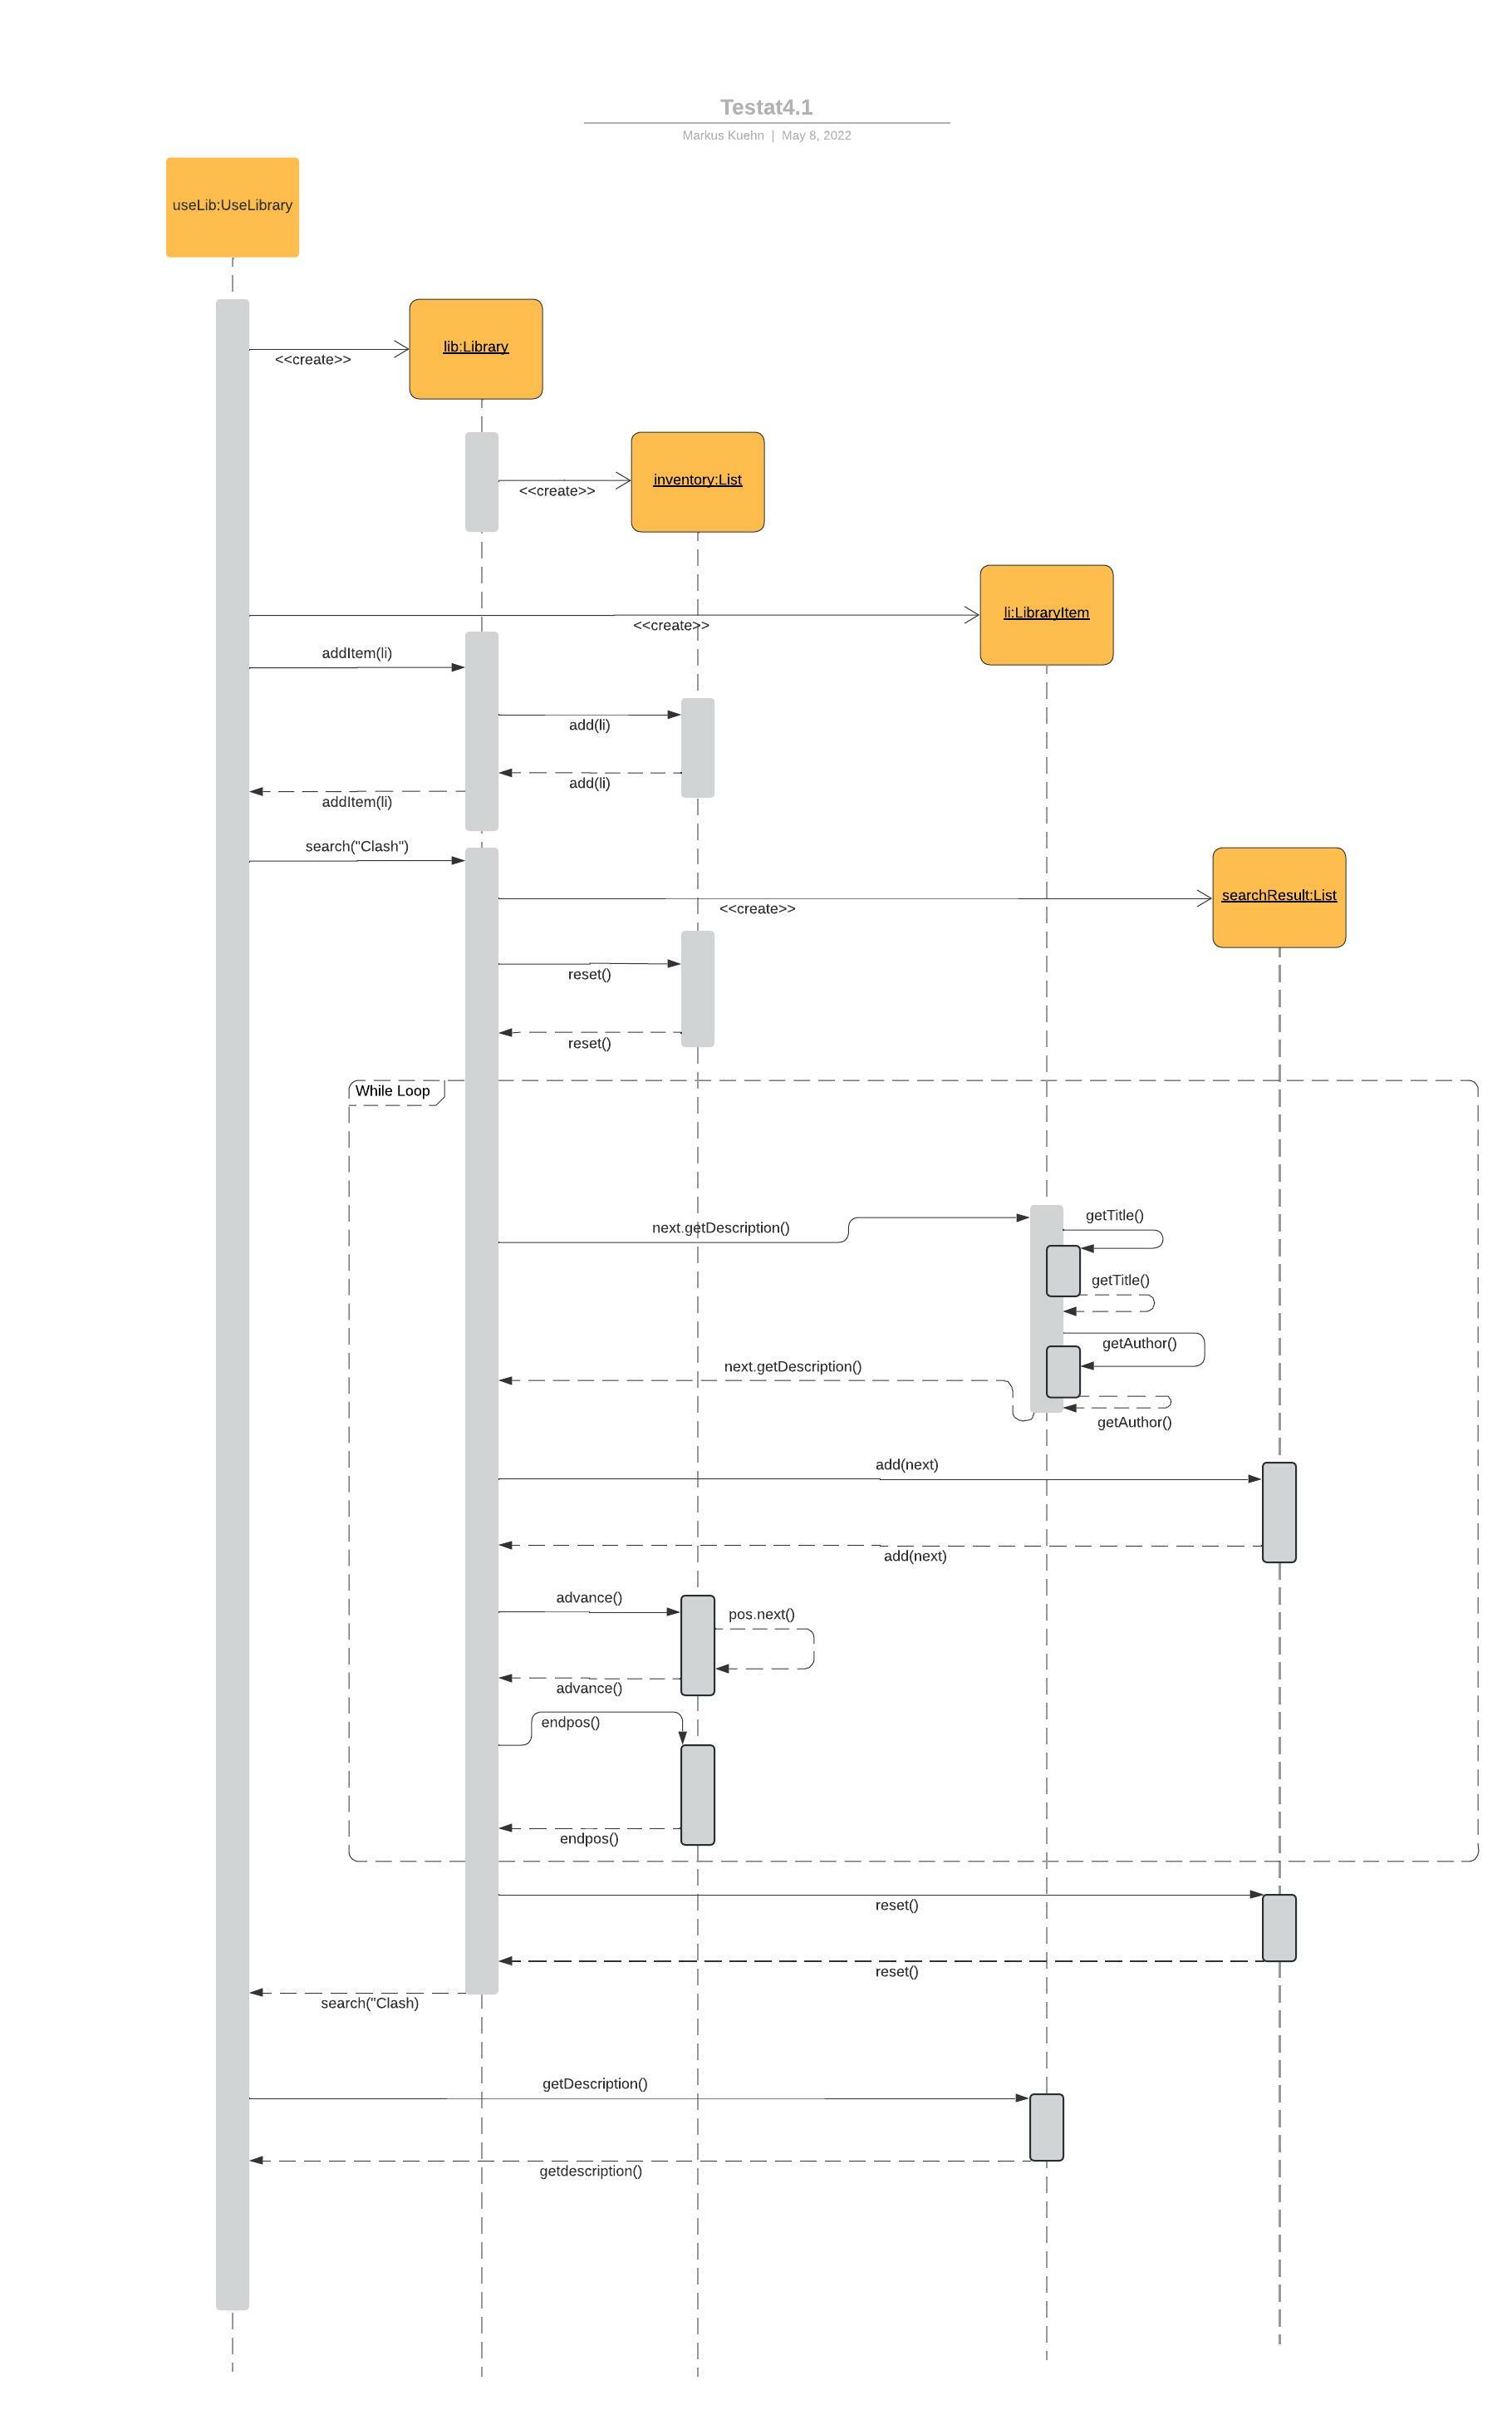 Testat4.1
Markus Kuehn | May 8, 2022
useLib:UseLibrary
lib:Library
<<create>>
inventory:List
<<create>>
li:LibraryItem
<<create>>
addItem(li)
add(li)
add(li)
addItem(li)
search("Clash")
searchResult:List
<<create>>
reset()
reset()
While Loop
getTitle()
next.getDescription()
getTitle()
getAuthor()
next.getDescription()
getAuthor()
add(next)
add(next)
advance()
pos.next()
advance()
endpos()
endpos()
reset()
reset()
search("Clash)
getDescription()
getdescription()